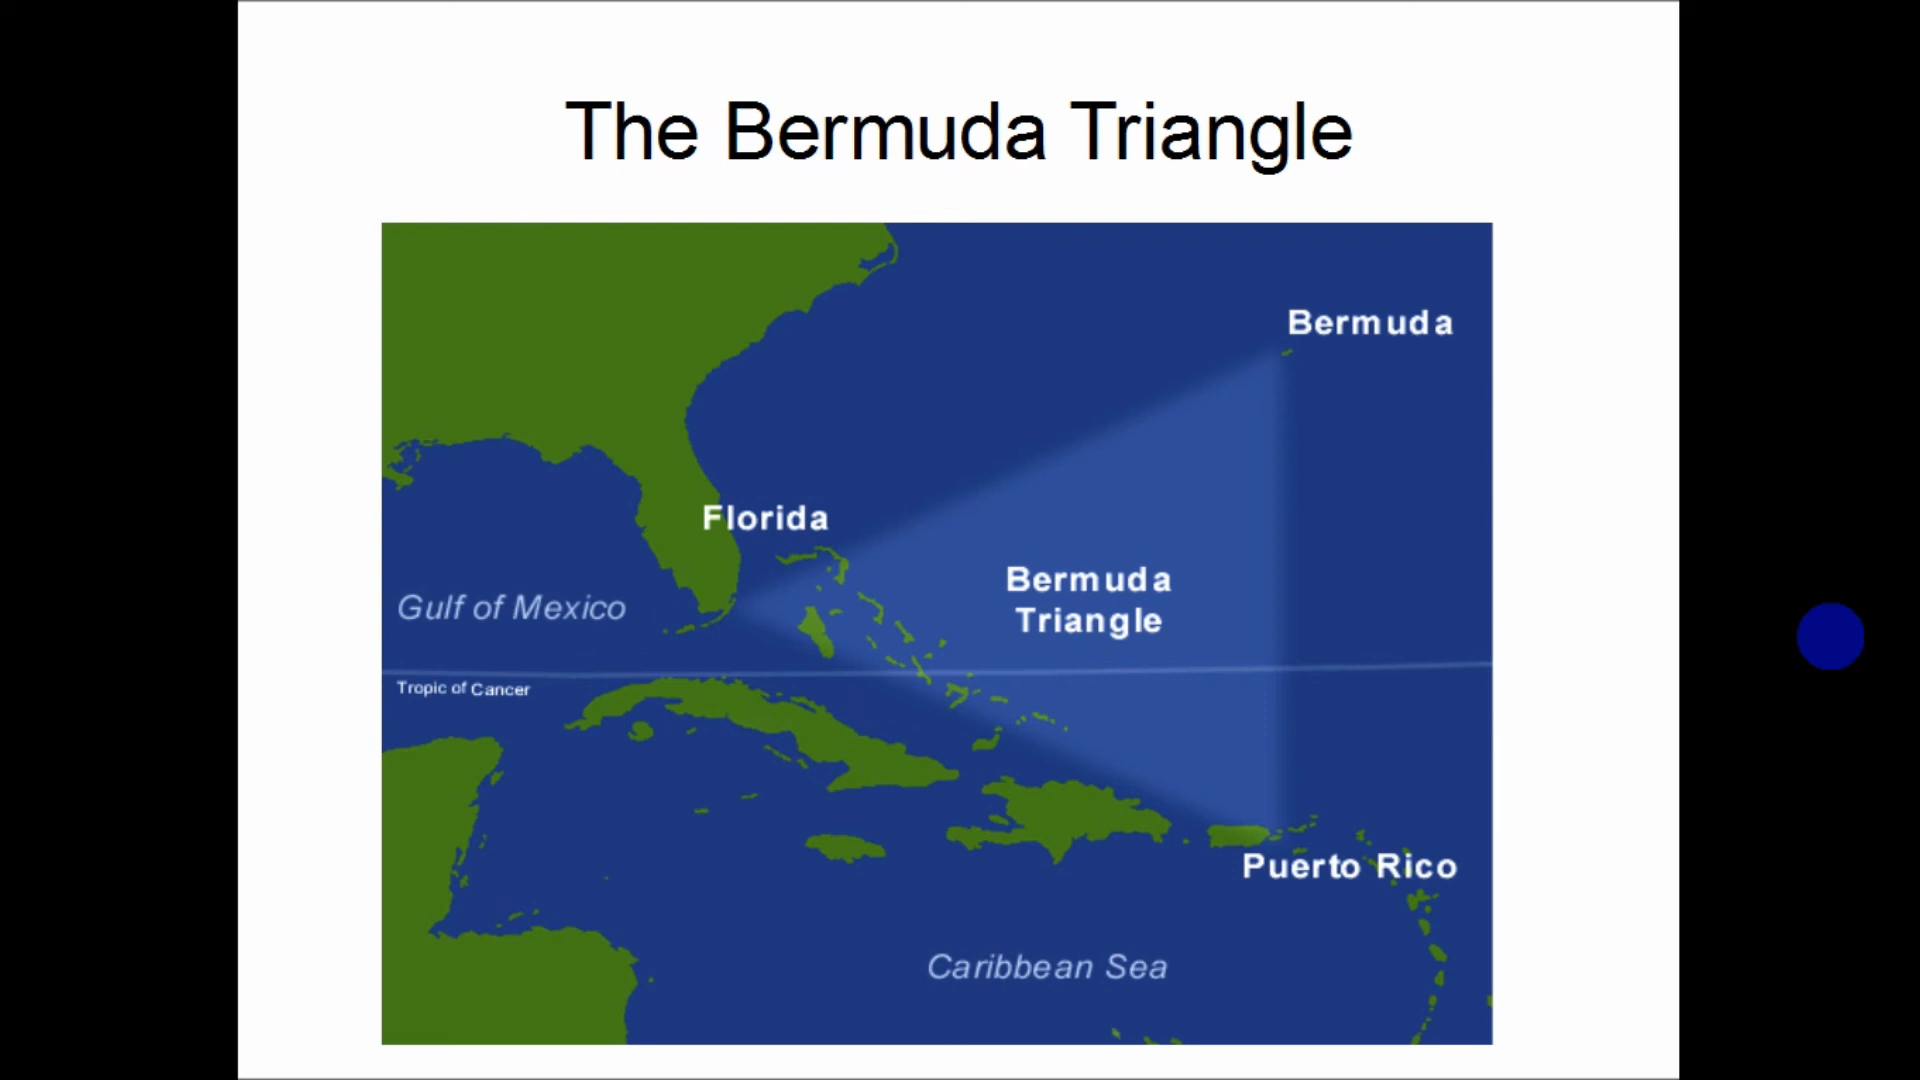 The Bermuda Triangle
Bermuda
Florida
Bermuda
Triangle
Gulf of Mexico
Tropic of Cancer
Puerto Rico
Caribbean Sea